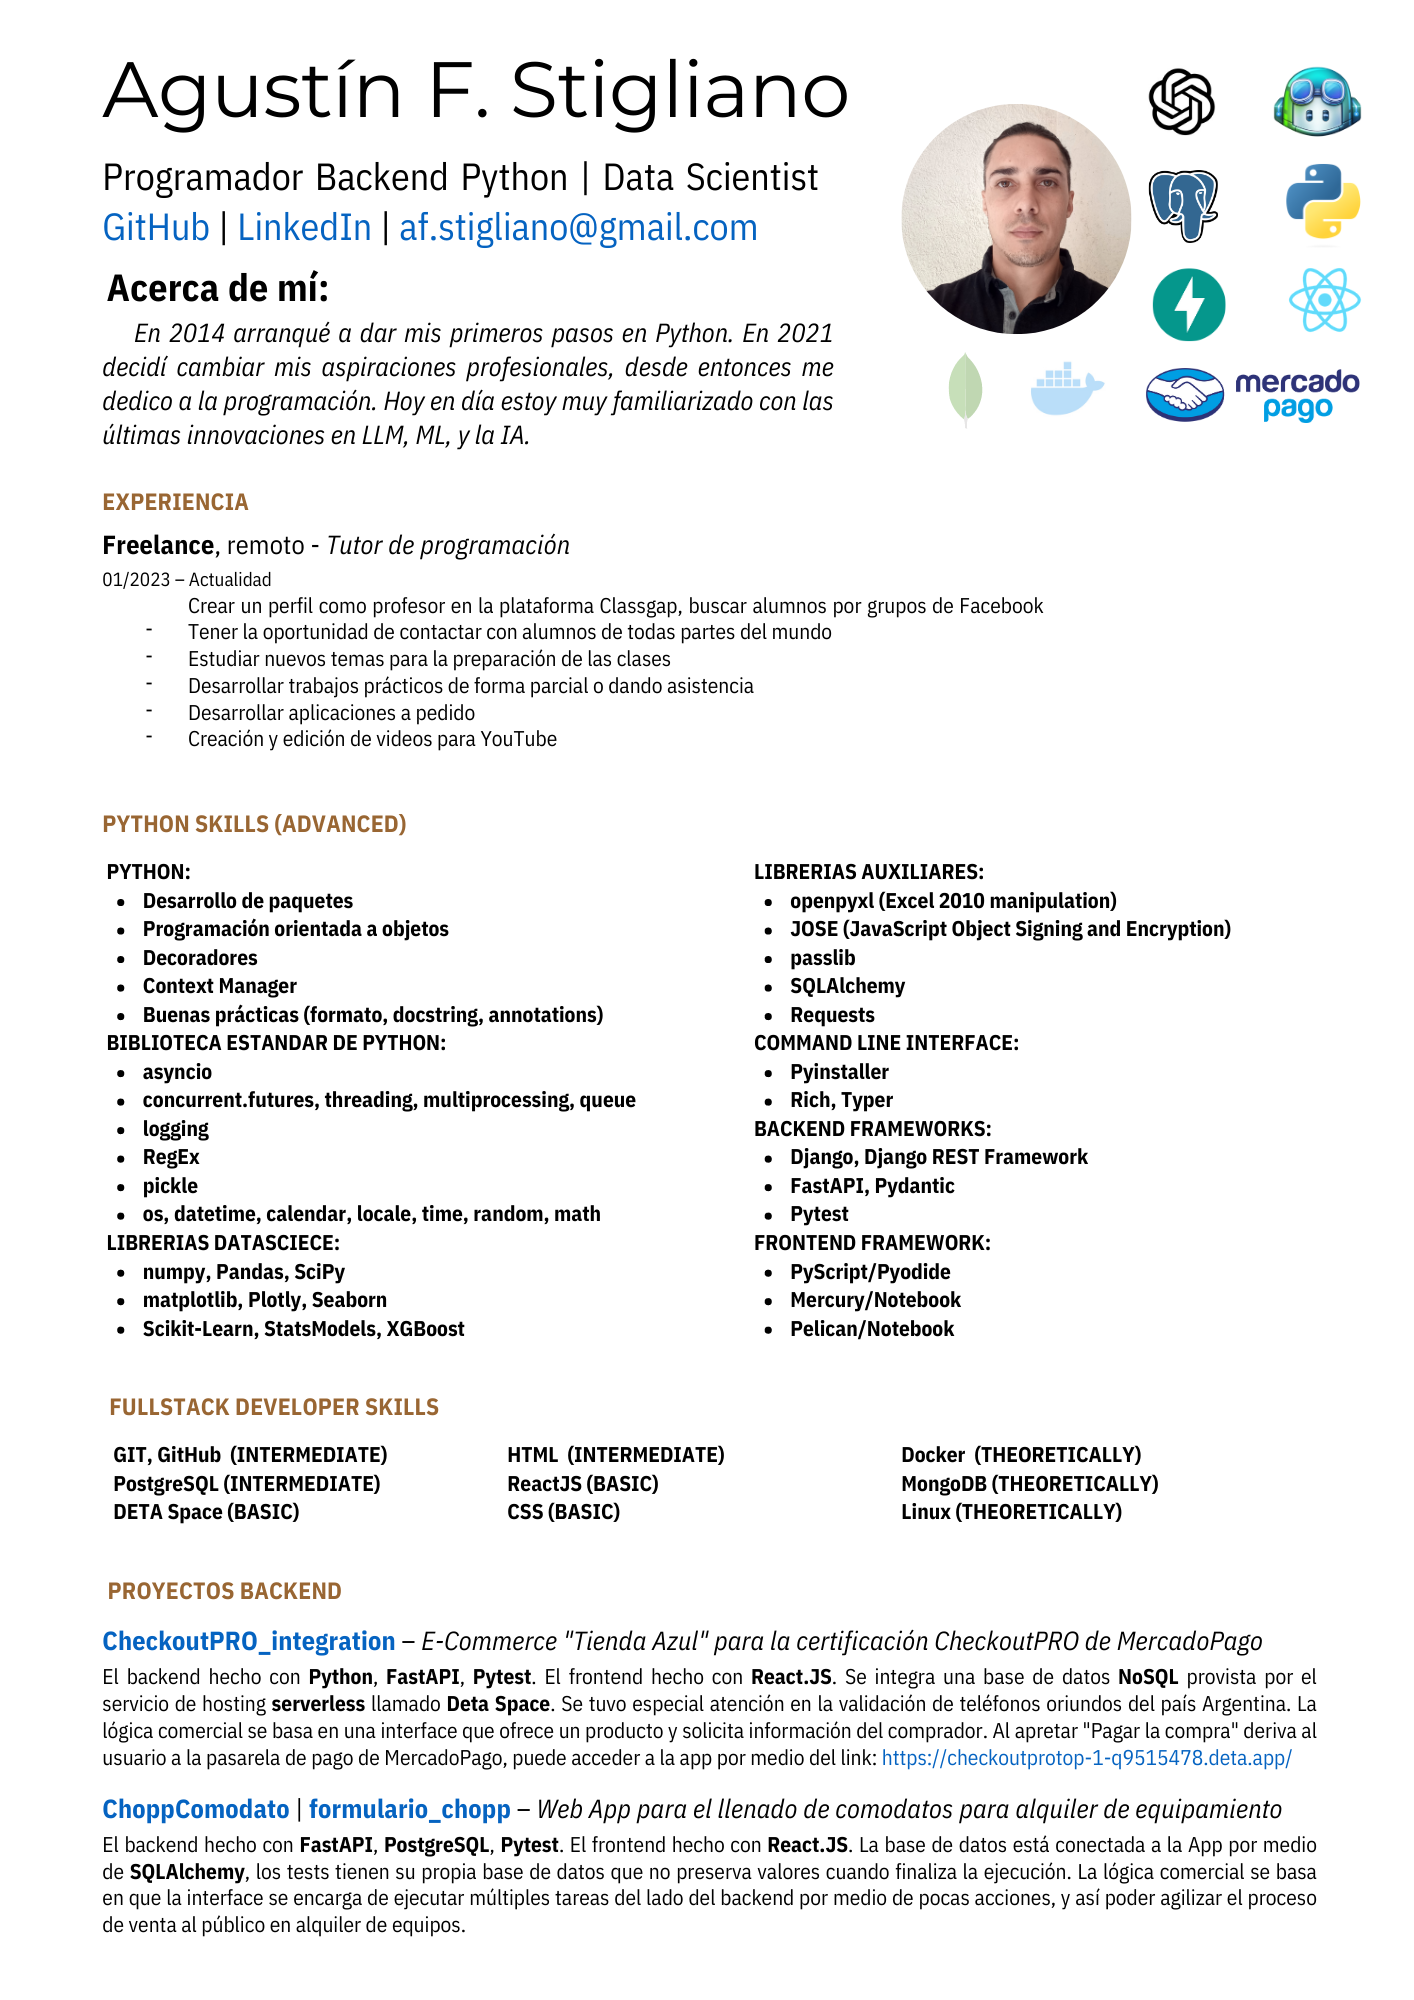 Agustín F. Stigliano
Programador Backend Python | Data Scientist
GitHub | LinkedIn | af.stigliano@gmail.com
Acerca de mí:
En 2014 arranqué a dar mis primeros pasos en Python. En 2021
decidí cambiar mis aspiraciones profesionales, desde entonces me
dedico a la programación. Hoy en día estoy muy familiarizado con las
últimas innovaciones en LLM, ML, y la IA.
mercado
pago
EXPERIENCIA
Freelance, remoto - Tutor de programación
01/2023 – Actualidad
Crear un perfil como profesor en la plataforma Classgap, buscar alumnos por grupos de Facebook
- Tener la oportunidad de contactar con alumnos de todas partes del mundo
- Estudiar nuevos temas para la preparación de las clases
- Desarrollar trabajos prácticos de forma parcial o dando asistencia
- Desarrollar aplicaciones a pedido
- Creación y edición de videos para YouTube
PYTHON SKILLS (ADVANCED)
PYTHON:
• Desarrollo de paquetes
• Programación orientada a objetos
• Decoradores
• Context Manager
• Buenas prácticas (formato, docstring, annotations)
BIBLIOTECA ESTANDAR DE PYTHON:
• asyncio
• concurrent.futures, threading, multiprocessing, queue
• logging
• RegEx
• pickle
• os, datetime, calendar, locale, time, random, math
LIBRERIAS DATASCIECE:
• numpy, Pandas, SciPy
• matplotlib, Plotly, Seaborn
• Scikit-Learn, StatsModels, XGBoost
LIBRERIAS AUXILIARES:
• openpyxl (Excel 2010 manipulation)
• JOSE (JavaScript Object Signing and Encryption)
• passlib
• SQLAlchemy
• Requests
COMMAND LINE INTERFACE:
• Pyinstaller
• Rich, Typer
BACKEND FRAMEWORKS:
• Django, Django REST Framework
• FastAPI, Pydantic
• Pytest
FRONTEND FRAMEWORK:
• PyScript/Pyodide
• Mercury/Notebook
• Pelican/Notebook
FULLSTACK DEVELOPER SKILLS
GIT, GitHub (INTERMEDIATE)
PostgreSQL (INTERMEDIATE)
DETA Space (BASIC)
HTML (INTERMEDIATE)
ReactJS (BASIC)
CSS (BASIC)
Docker (THEORETICALLY)
MongoDB (THEORETICALLY)
Linux (THEORETICALLY)
PROYECTOS BACKEND
CheckoutPRO_integration – E-Commerce "Tienda Azul" para la certificación CheckoutPRO de MercadoPago
El backend hecho con Python, FastAPI, Pytest. El frontend hecho con React.JS. Se integra una base de datos NoSQL provista por el
servicio de hosting serverless llamado Deta Space. Se tuvo especial atención en la validación de teléfonos oriundos del país Argentina. La
lógica comercial se basa en una interface que ofrece un producto y solicita información del comprador. Al apretar "Pagar la compra" deriva al
usuario a la pasarela de pago de MercadoPago, puede acceder a la app por medio del link: https://checkoutprotop-1-q9515478.deta.app/
ChoppComodato | formulario_chopp – Web App para el llenado de comodatos para alquiler de equipamiento
El backend hecho con FastAPI, PostgreSQL, Pytest. El frontend hecho con React.JS. La base de datos está conectada a la App por medio
de SQLAlchemy, los tests tienen su propia base de datos que no preserva valores cuando finaliza la ejecución. La lógica comercial se basa
en que la interface se encarga de ejecutar múltiples tareas del lado del backend por medio de pocas acciones, y así poder agilizar el proceso
de venta al público en alquiler de equipos.